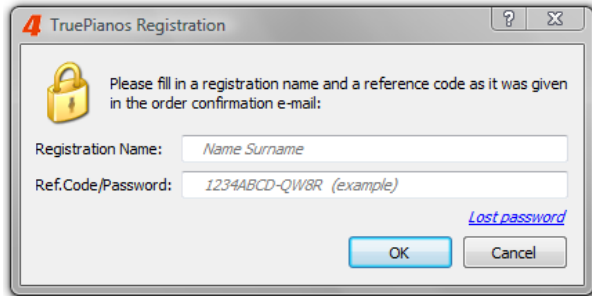 4 TruePianos Registration
Please fill in a registration name and a reference code as it was given
in the order confirmation e-mail:
Registration Name: Name Surname
Ref.Code/Password: 1234ABCD-QW8R (example)
Lost password
OK Cancel